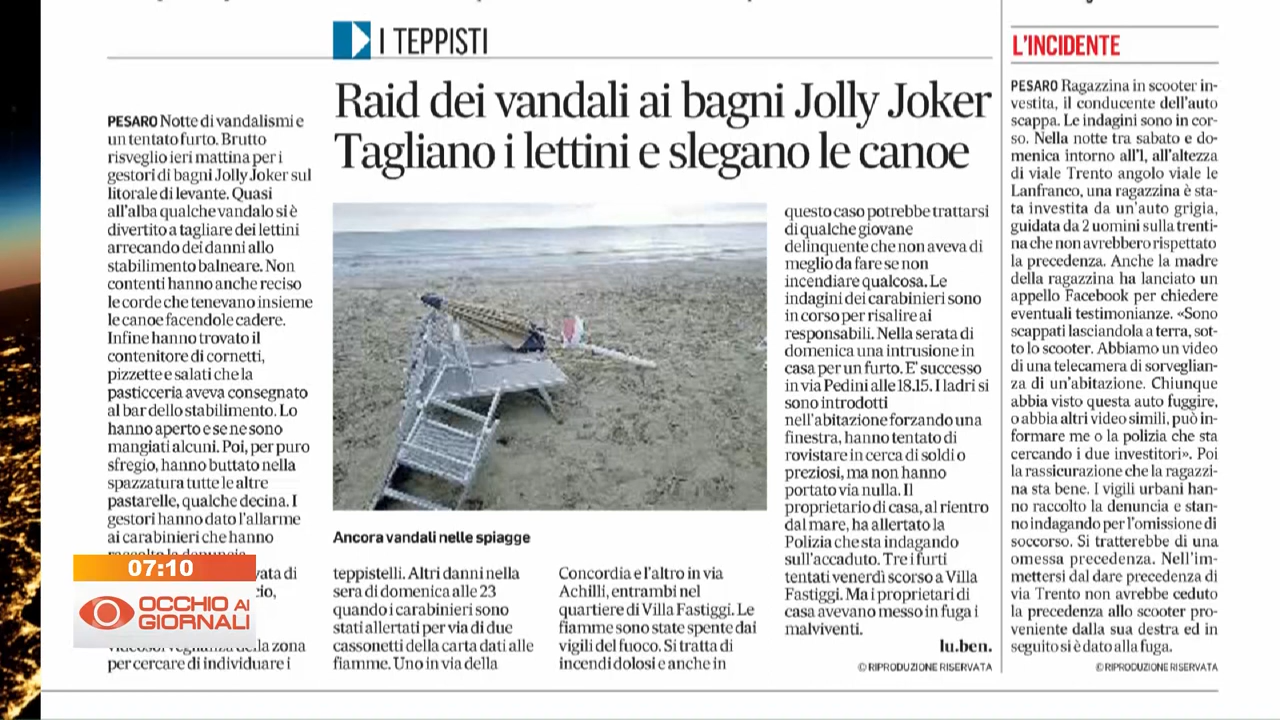 I TEPPISTI
Raid dei vandali ai bagni Jolly Joker
Tagliano i lettini e slegano le canoe
PESARO Notte di vandalismi e
un tentato furto. Brutto
risveglio ieri mattina per i
gestori di bagni Jolly Joker sul
litorale di levante. Quasi
all'alba qualche vandalo si è
divertito a tagliare dei lettini
arrecando dei danni allo
stabilimento balneare. Non
contenti hanno anche reciso
le corde che tenevano insieme
le canoe facendole cadere.
Infine hanno trovato il
contenitore di cornetti,
pizzette e salati che la
pasticceria aveva consegnato
al bar dello stabilimento. Lo
hanno aperto e se ne sono
mangiati alcuni. Poi, per puro
sfregio, hanno buttato nella
spazzatura tutte le altre
pastarelle, qualche decina. I
gestori hanno dato l'allarme
ai carabinieri che hanno
raccolto la denuncia
di
zona
per cercare di individuare i
Ancora vandali nelle spiagge
teppistelli. Altri danni nella
sera di domenica alle 23
quando i carabinieri sono
stati allertati per via di due
cassonetti della carta dati alle
fiamme. Uno in via della
Concordia e l'altro in via
Achilli, entrambi nel
quartiere di Villa Fastiggi. Le
fiamme sono state spente dai
vigili del fuoco. Si tratta di
incendi dolosi e anche in
questo caso potrebbe trattarsi
di qualche giovane
delinquente che non aveva di
meglio da fare se non
incendiare qualcosa. Le
indagini dei carabinieri sono
in corso per risalire ai
responsabili. Nella serata di
domenica una intrusione in
casa per un furto. E' successo
in via Pedini alle 18.15. I ladri si
sono introdotti
nell'abitazione forzando una
finestra, hanno tentato di
rovistare in cerca di soldi o
preziosi, ma non hanno
portato via nulla. Il
proprietario di casa, al rientro
dal mare, ha allertato la
Polizia che sta indagando
sull'accaduto. Tre i furti
tentati venerdì scorso a Villa
Fastiggi. Ma i proprietari di
casa avevano messo in fuga i
malviventi.
lu.ben.
© RIPRODUZIONE RISERVATA
L'INCIDENTE
PESARO Ragazzina in scooter in-
vestita, il conducente dell'auto
scappa. Le indagini sono in cor-
so. Nella notte tra sabato e do-
menica intorno all'1, all'altezza
di viale Trento angolo viale le
Lanfranco, una ragazzina è sta-
ta investita da un'auto grigia,
guidata da 2 uomini sulla trenti-
na che non avrebbero rispettato
la precedenza. Anche la madre
della ragazzina ha lanciato un
appello Facebook per chiedere
eventuali testimonianze. «Sono
scappati lasciandola a terra, sot-
to lo scooter. Abbiamo un video
di una telecamera di sorveglian-
za di un'abitazione. Chiunque
abbia visto questa auto fuggire,
o abbia altri video simili, può in-
formare me o la polizia che sta
cercando i due investitori». Poi
la rassicurazione che la ragazzi-
na sta bene. I vigili urbani han-
no raccolto la denuncia e stan-
no indagando per l'omissione di
soccorso. Si tratterebbe di una
omessa precedenza. Nell'im-
mettersi dal dare precedenza di
via Trento non avrebbe ceduto
la precedenza allo scooter pro-
veniente dalla sua destra ed in
seguito si è dato alla fuga.
© RIPRODUZIONE RISERVATA
07:10
OCCHIO AI
GIORNALI